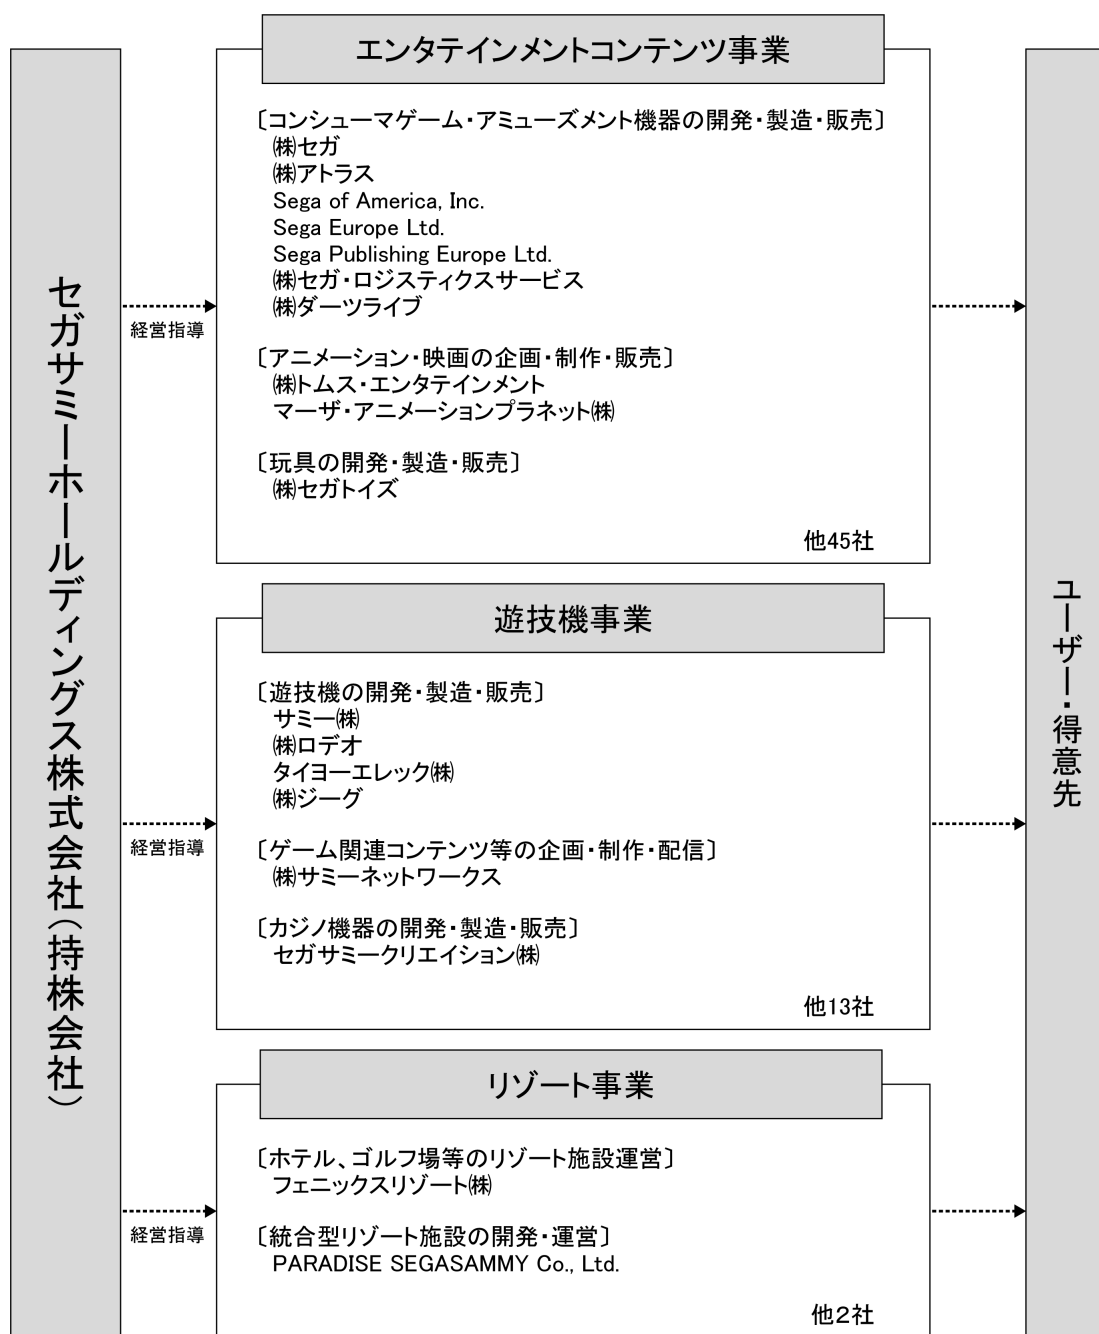 セガサミーホールディングス株式会社（持株会社）
エンタテインメントコンテンツ事業
〔コンシューマゲーム・アミューズメント機器の開発・製造・販売〕
㈱セガ
㈱アトラス
Sega of America, Inc.
Sega Europe Ltd.
Sega Publishing Europe Ltd.
㈱セガ・ロジスティクスサービス
㈱ダーツライブ
〔アニメーション・映画の企画・制作・販売〕
㈱トムス・エンタテインメント
マーザ・アニメーションプラネット㈱
〔玩具の開発・製造・販売〕
㈱セガトイズ
他45社
経営指導
遊技機事業
〔遊技機の開発・製造・販売〕
サミー㈱
㈱ロデオ
タイヨーエレック㈱
㈱ジーグ
〔ゲーム関連コンテンツ等の企画・制作・配信〕
㈱サミーネットワークス
〔カジノ機器の開発・製造・販売〕
セガサミークリエイション㈱
他13社
経営指導
リゾート事業
〔ホテル、ゴルフ場等のリゾート施設運営〕
フェニックスリゾート㈱
〔統合型リゾート施設の開発・運営〕
PARADISE SEGASAMMY Co., Ltd.
他２社
経営指導
ユーザー・得意先